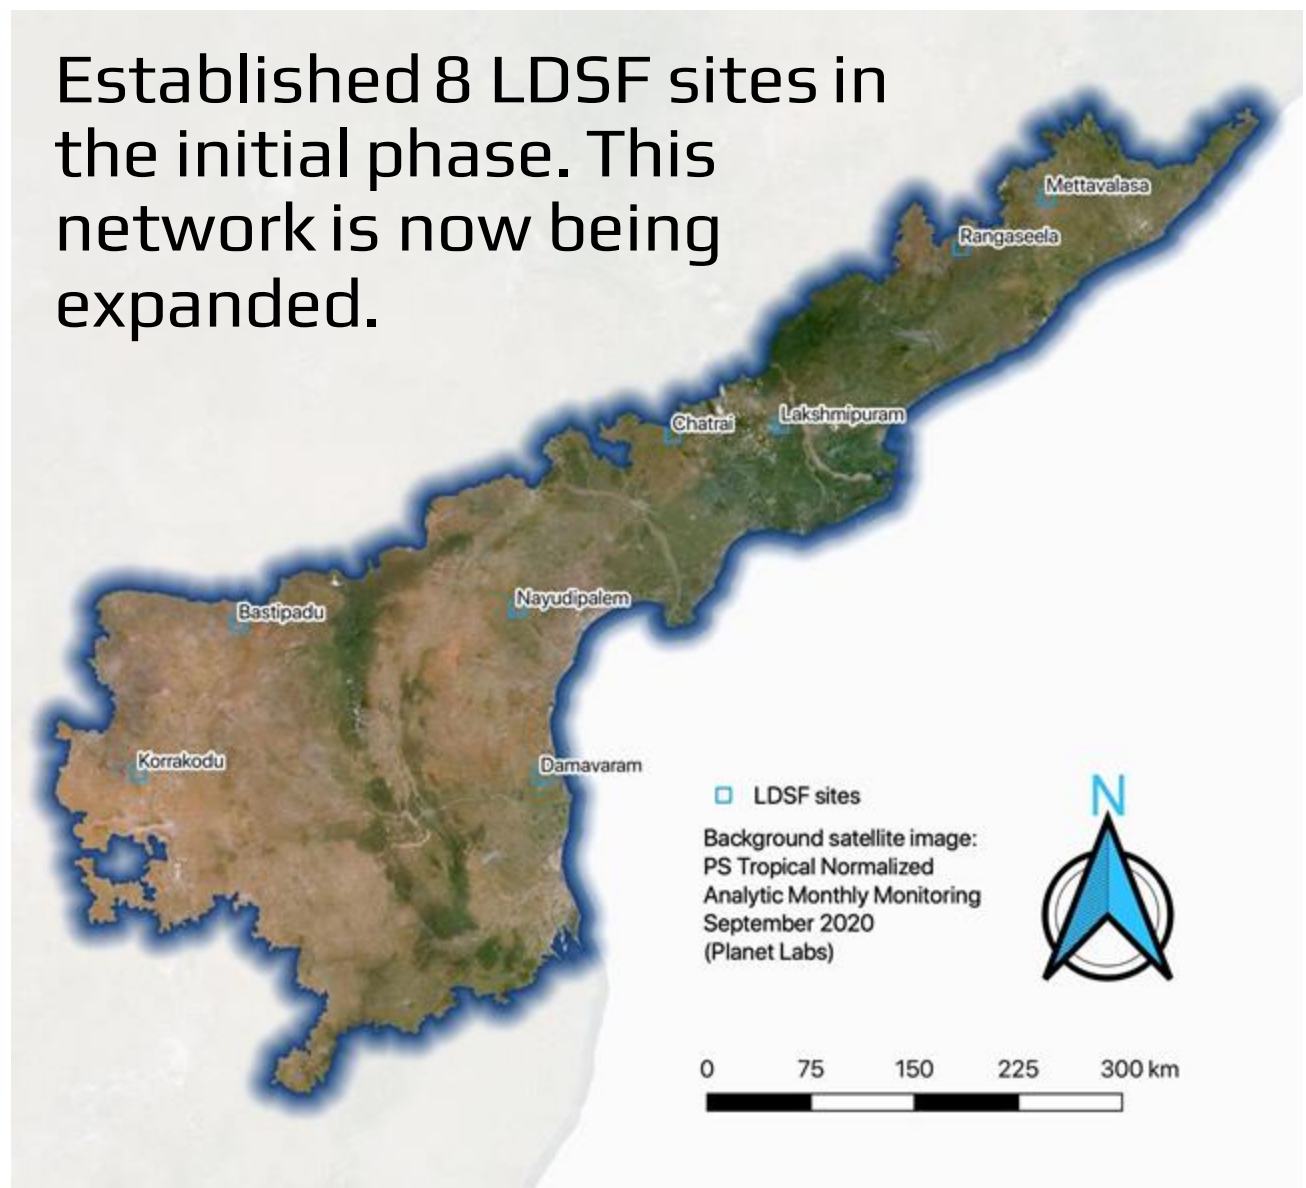 Established 8 LDSF sites in
the initial phase. This
network is now being
expanded.
Mettavalasa
Rangaseela
Chatrai
Lakshmipuram
Nayudipalem
Bastipadu
Korrakodu
Damavaram
LDSF sites
Background satellite image:
PS Tropical Normalized
Analytic Monthly Monitoring
September 2020
(Planet Labs)
N
0 75 150 225 300 km